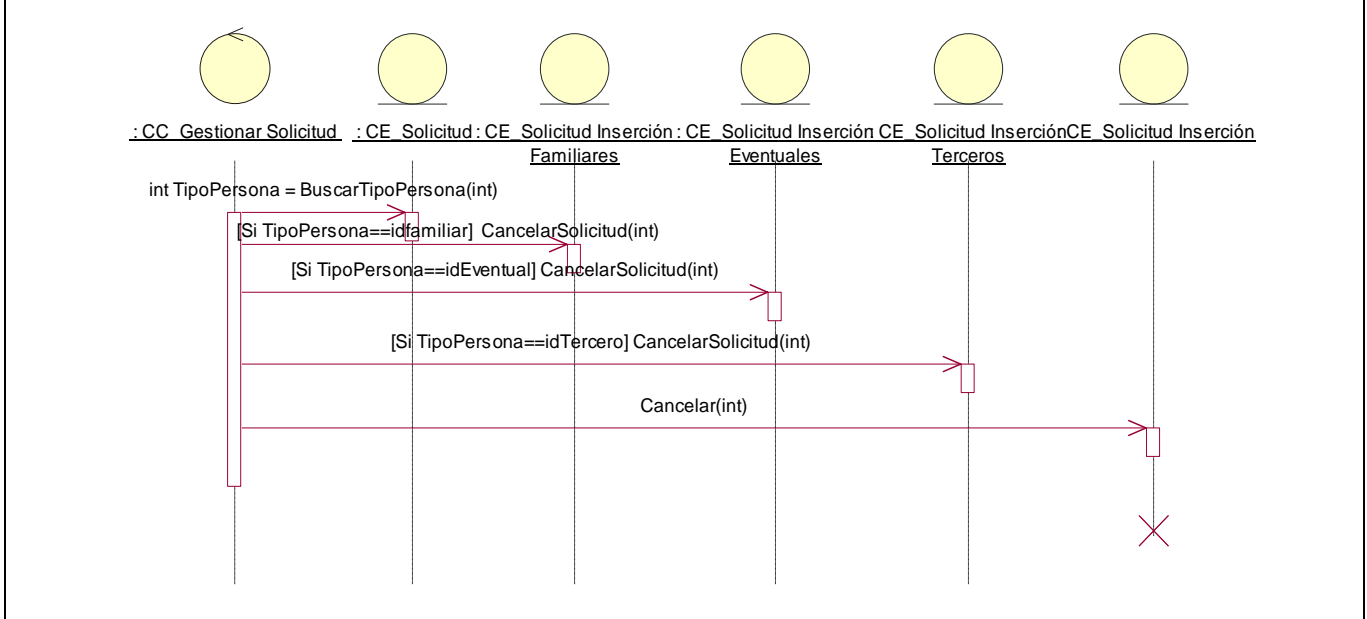 : CC_Gestionar Solicitud
: CE_Solicitud
: CE_Solicitud Inserción
Familiares
: CE_Solicitud Inserción
Eventuales
CE_Solicitud Inserción
Terceros
CE_Solicitud Inserción
int TipoPersona = BuscarTipoPersona(int)
[Si TipoPersona==idfamiliar] CancelarSolicitud(int)
[Si TipoPersona==idEventual] CancelarSolicitud(int)
[Si TipoPersona==idTercero] CancelarSolicitud(int)
Cancelar(int)